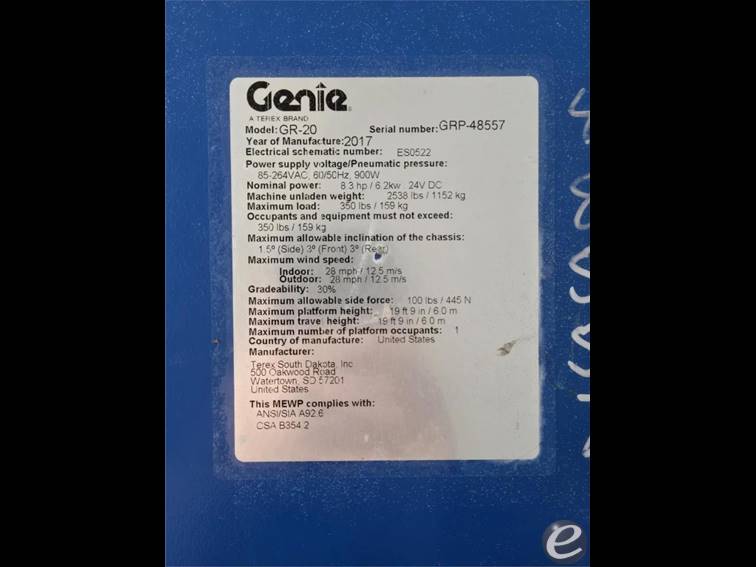 Genie
A TEREX BRAND
Model: GR-20 Serial number: GRP-48557
Year of Manufacture: 2017
Electrical schematic number: ES0522
Power supply voltage/Pneumatic pressure:
85-264VAC, 60/50Hz, 900W
Nominal power: 8.3 hp / 6.2kw 24V DC
Machine unladen weight: 2538 lbs / 1152 kg
Maximum load: 350 lbs / 159 kg
Occupants and equipment must not exceed:
350 lbs / 159 kg
Maximum allowable inclination of the chassis:
1.5º (Side) 3º (Front) 3º (Rear)
Maximum wind speed:
Indoor: 28 mph / 12.5 m/s
Outdoor: 28 mph / 12.5 m/s
Gradeability: 30%
Maximum allowable side force: 100 lbs / 445 N
Maximum platform height: 19 ft 9 in / 6.0 m
Maximum travel height: 19 ft 9 in / 6.0 m
Maximum number of platform occupants: 1
Country of manufacture: United States
Manufacturer:
Terex South Dakota, Inc
500 Oakwood Road
Watertown, SD 57201
United States
This MEWP complies with:
ANSI/SIA A92.6
CSA B354.2
e